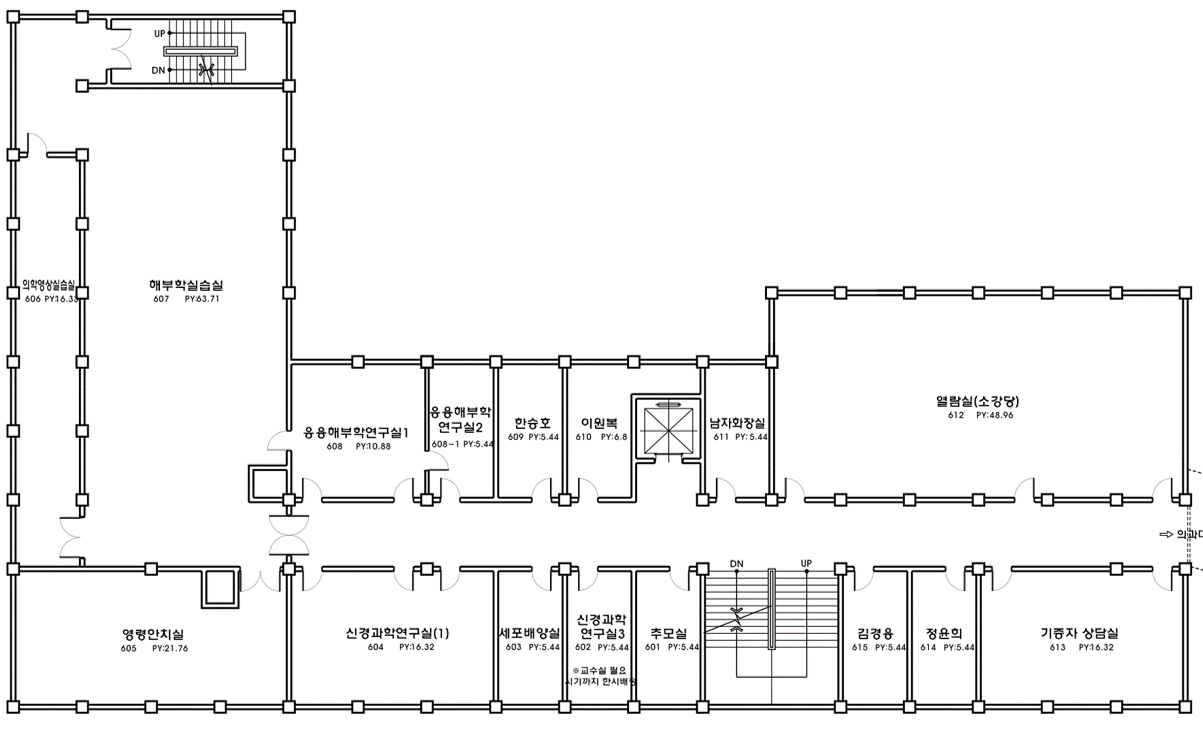 UP
DN
의학영상실습실
606 PY:16.33
해부학실습실
607 PY:63.71
응용해부학연구실1
608 PY:10.88
응용해부학
연구실2
608-1 PY:5.44
한승호
609 PY:5.44
이원복
610 PY:6.8
남자화장실
611 PY:5.44
열람실(소강당)
612 PY:48.96
⇨ 의과대
영령안치실
605 PY:21.76
신경과학연구실(1)
604 PY:16.32
세포배양실
603 PY:5.44
신경과학
연구실3
602 PY:5.44
※교수실 필요
시기까지 한시배정
추모실
601 PY:5.44
DN
UP
김경용
615 PY:5.44
정윤희
614 PY:5.44
기증자 상담실
613 PY:16.32